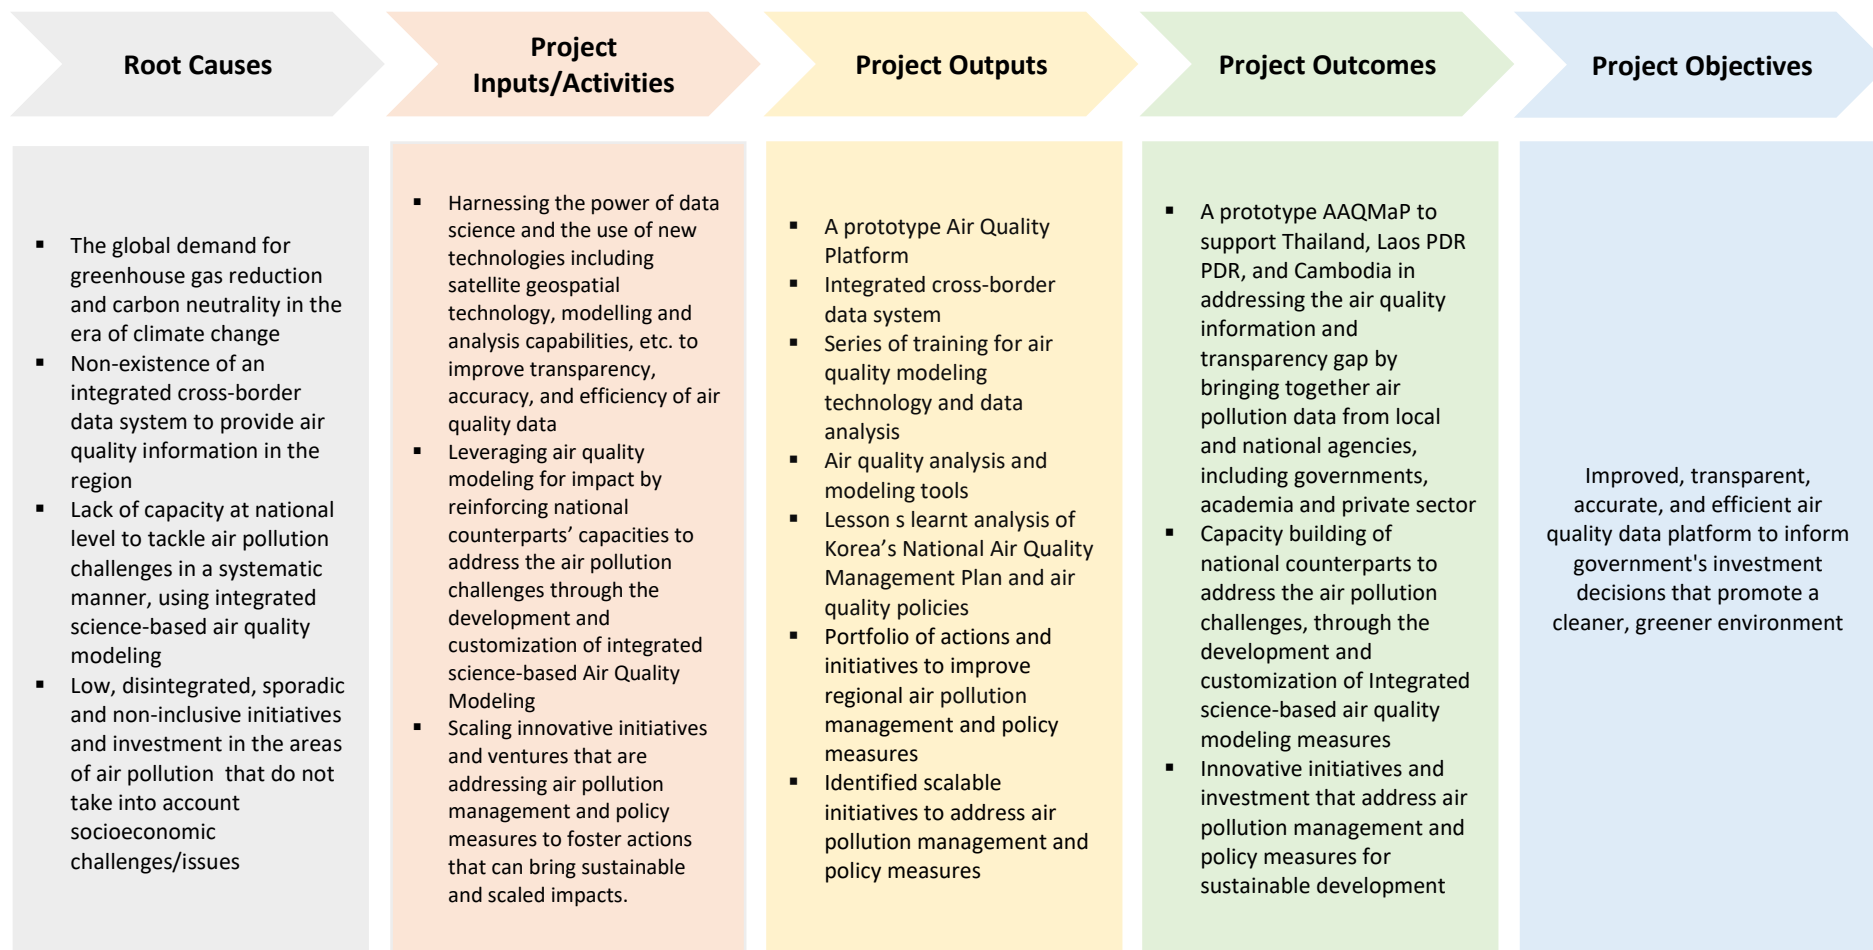 Root Causes
Project
Inputs/Activities
Project Outputs
Project Outcomes
Project Objectives
▪ The global demand for
greenhouse gas reduction
and carbon neutrality in the
era of climate change
▪ Non-existence of an
integrated cross-border
data system to provide air
quality information in the
region
▪ Lack of capacity at national
level to tackle air pollution
challenges in a systematic
manner, using integrated
science-based air quality
modeling
▪ Low, disintegrated, sporadic
and non-inclusive initiatives
and investment in the areas
of air pollution  that do not
take into account
socioeconomic
challenges/issues
▪ Harnessing the power of data
science and the use of new
technologies including
satellite geospatial
technology, modelling and
analysis capabilities, etc. to
improve transparency,
accuracy, and efficiency of air
quality data
▪ Leveraging air quality
modeling for impact by
reinforcing national
counterparts’ capacities to
address the air pollution
challenges through the
development and
customization of integrated
science-based Air Quality
Modeling
▪ Scaling innovative initiatives
and ventures that are
addressing air pollution
management and policy
measures to foster actions
that can bring sustainable
and scaled impacts.
▪ A prototype Air Quality
Platform
▪ Integrated cross-border
data system
▪ Series of training for air
quality modeling
technology and data
analysis
▪ Air quality analysis and
modeling tools
▪ Lesson s learnt analysis of
Korea’s National Air Quality
Management Plan and air
quality policies
▪ Portfolio of actions and
initiatives to improve
regional air pollution
management and policy
measures
▪ Identified scalable
initiatives to address air
pollution management and
policy measures
▪ A prototype AAQMaP to
support Thailand, Laos PDR
PDR, and Cambodia in
addressing the air quality
information and
transparency gap by
bringing together air
pollution data from local
and national agencies,
including governments,
academia and private sector
▪ Capacity building of
national counterparts to
address the air pollution
challenges, through the
development and
customization of Integrated
science-based air quality
modeling measures
▪ Innovative initiatives and
investment that address air
pollution management and
policy measures for
sustainable development
Improved, transparent,
accurate, and efficient air
quality data platform to inform
government's investment
decisions that promote a
cleaner, greener environment